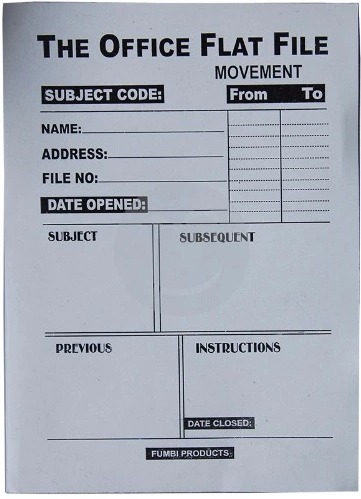 THE OFFICE FLAT FILE
MOVEMENT
SUBJECT CODE: From To
NAME:
ADDRESS:
FILE NO:
DATE OPENED:
SUBJECT SUBSEQUENT
PREVIOUS INSTRUCTIONS
DATE CLOSED:
FUMBI PRODUCTS: